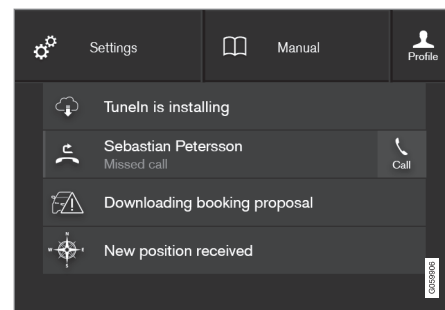 Settings
Manual
Profile
TuneIn is installing
Sebastian Petersson
Missed call
Call
Downloading booking proposal
N
W
E
S
New position received
G059906